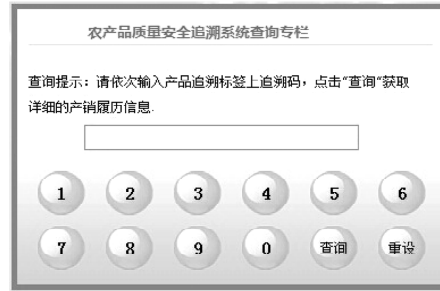 农产品质量安全追溯系统查询专栏
查询提示：请依次输入产品追溯标签上追溯码，点击“查询”获取
详细的产销履历信息.
1 2 3 4 5 6
7 8 9 0 查询 重设